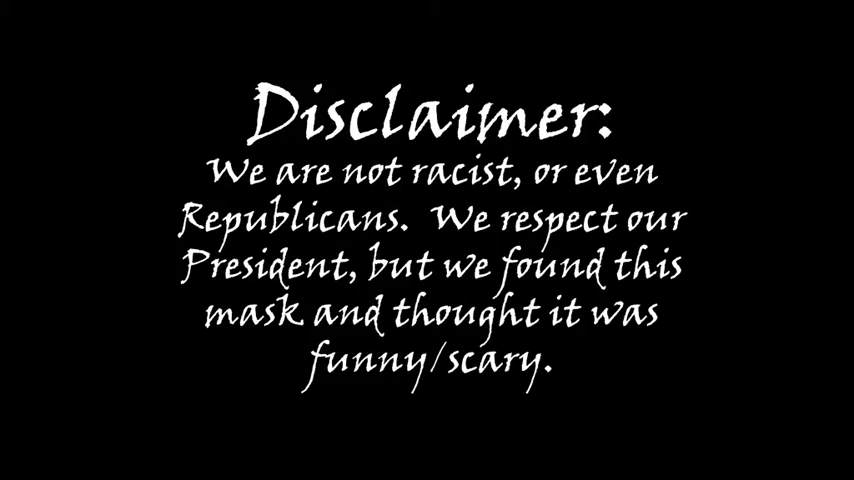 Disclaimer:
We are not racist, or even
Republicans.  We respect our
President, but we found this
mask and thought it was
funny/scary.